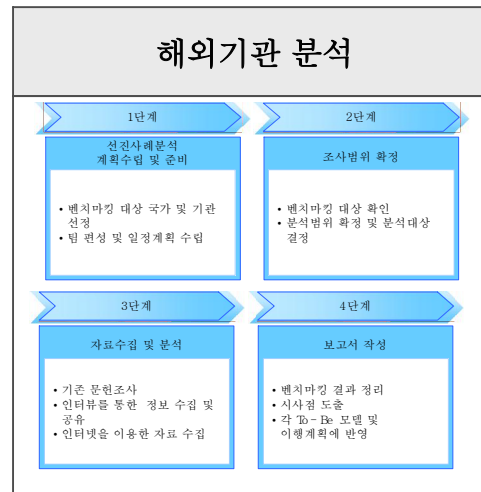 해외기관 분석
1단계
선진사례분석
계획수립 및 준비
• 벤치마킹 대상 국가 및 기관
선정
• 팀 편성 및 일정계획 수립
2단계
조사범위 확정
• 벤치마킹 대상 확인
• 분석범위 확정 및 분석대상
결정
3단계
자료수집 및 분석
• 기존 문헌조사
• 인터뷰를 통한 정보 수집 및
공유
• 인터넷을 이용한 자료 수집
4단계
보고서 작성
• 벤치마킹 결과 정리
• 시사점 도출
• 각 To-Be 모델 및
이행계획에 반영